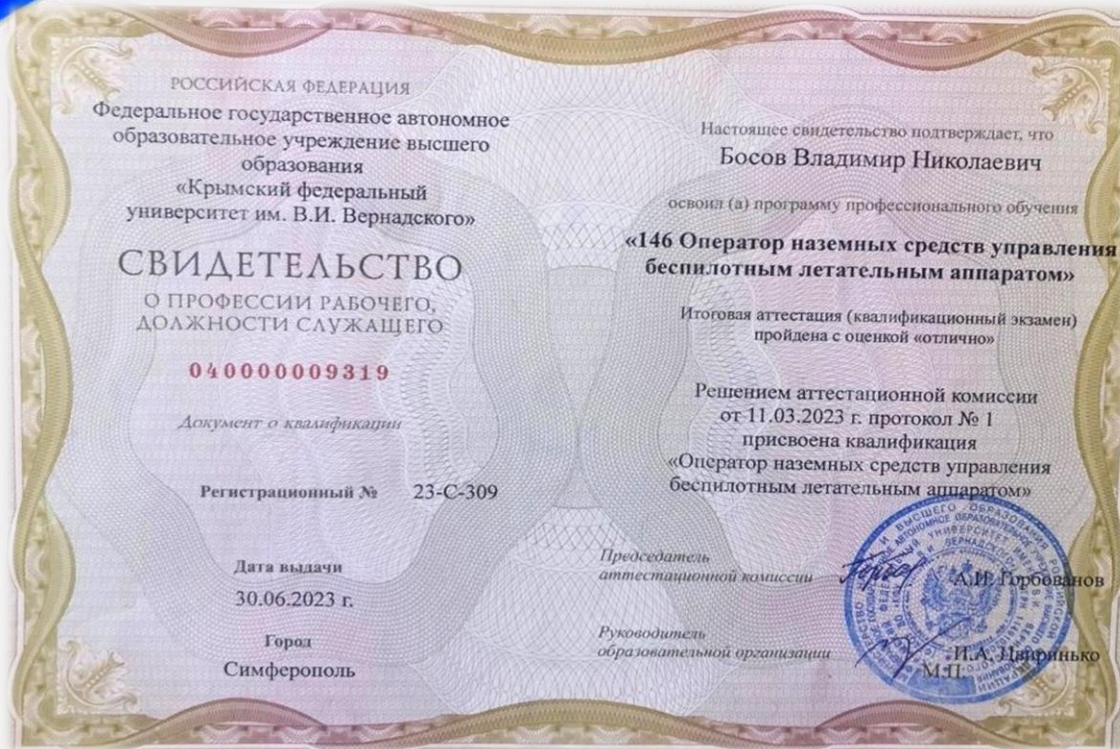 РОССИЙСКАЯ ФЕДЕРАЦИЯ
Федеральное государственное автономное
образовательное учреждение высшего
образования
«Крымский федеральный
университет им. В.И. Вернадского»
СВИДЕТЕЛЬСТВО
О ПРОФЕССИИ РАБОЧЕГО,
ДОЛЖНОСТИ СЛУЖАЩЕГО
040000009319
Документ о квалификации
Регистрационный № 23-С-309
Дата выдачи
30.06.2023 г.
Город
Симферополь
Настоящее свидетельство подтверждает, что
Босов Владимир Николаевич
освоил (а) программу профессионального обучения
«146 Оператор наземных средств управления
беспилотным летательным аппаратом»
Итоговая аттестация (квалификационный экзамен)
пройдена с оценкой «отлично»
Решением аттестационной комиссии
от 11.03.2023 г. протокол № 1
присвоена квалификация
«Оператор наземных средств управления
беспилотным летательным аппаратом»
Председатель
аттестационной комиссии
А.И. Горбованов
Руководитель
образовательной организации
М.П.